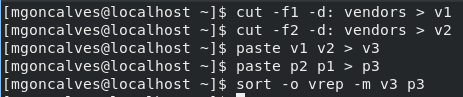 [mgoncalves@localhost ~]$ cut -f1 -d: vendors > v1
[mgoncalves@localhost ~]$ cut -f2 -d: vendors > v2
[mgoncalves@localhost ~]$ paste v1 v2 > v3
[mgoncalves@localhost ~]$ paste p2 p1 > p3
[mgoncalves@localhost ~]$ sort -o vrep -m v3 p3